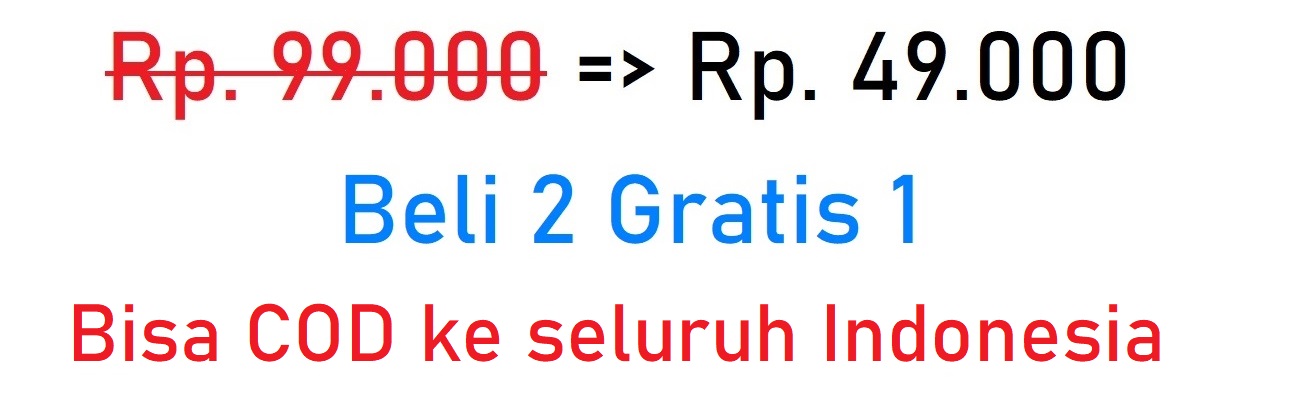 Rp. 99.000 => Rp. 49.000
Beli 2 Gratis 1
Bisa COD ke seluruh Indonesia